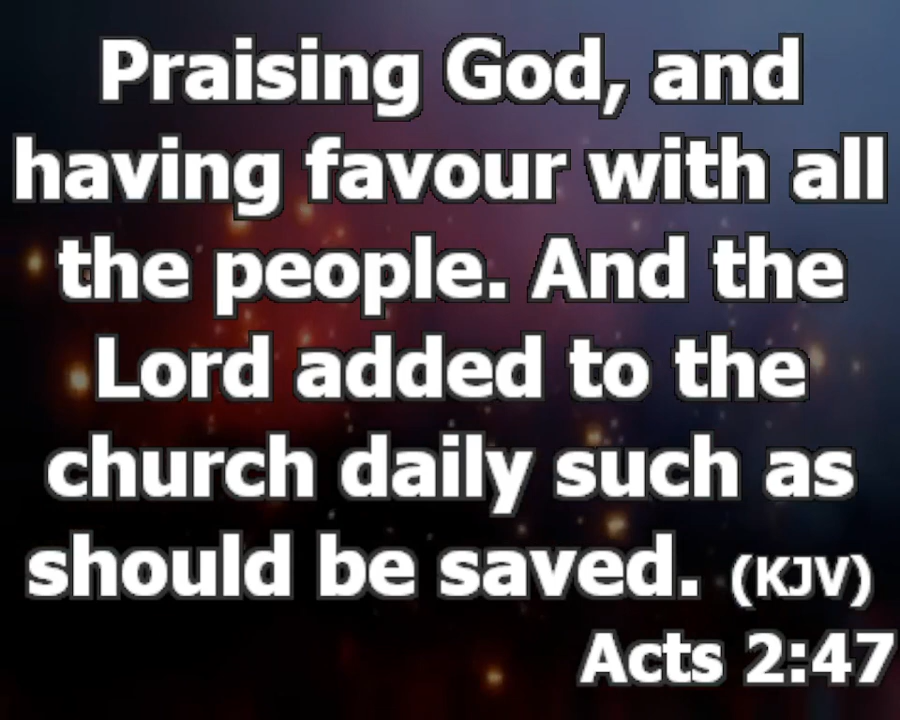 Praising God, and
having favour with all
the people. And the
Lord added to the
church daily such as
should be saved. (KJV)
Acts 2:47